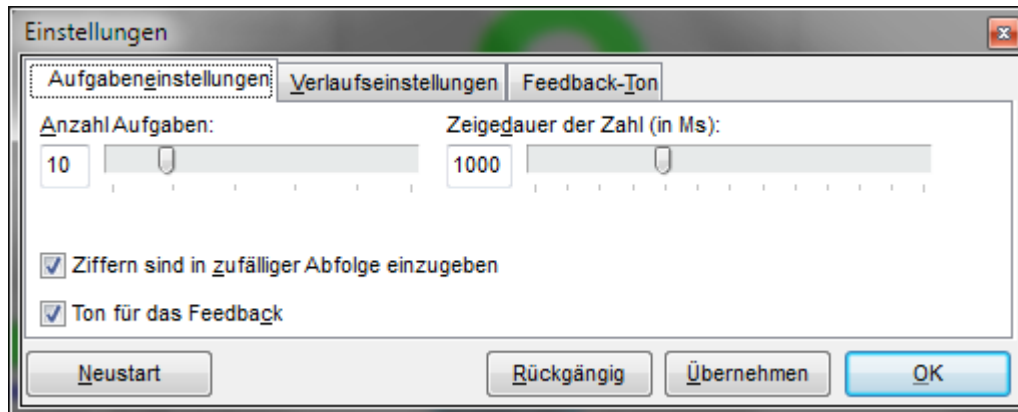 Einstellungen
Aufgabeneinstellungen Verlaufseinstellungen Feedback-Ton
Anzahl Aufgaben: Zeigedauer der Zahl (in Ms):
10 1000
Ziffern sind in zufälliger Abfolge einzugeben
Ton für das Feedback
Neustart Rückgängig Übernehmen OK